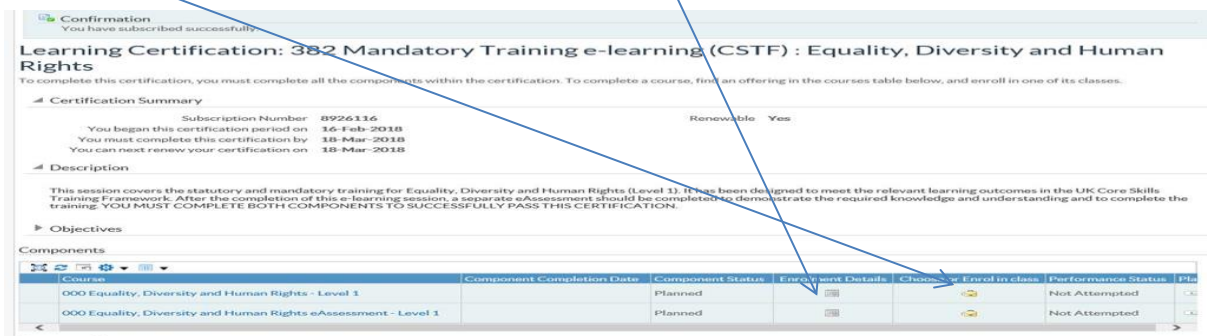 Confirmation
You have subscribed successfully.
Learning Certification: 382 Mandatory Training e-learning (CSTF) : Equality, Diversity and Human
Rights
To complete this certification, you must complete all the components within the certification. To complete a course, find an offering in the courses table below, and enroll in one of its classes.
Certification Summary
Subscription Number 8926116 Renewable Yes
You began this certification period on 16-Feb-2018
You must complete this certification by 18-Mar-2018
You can next renew your certification on 18-Mar-2018
Description
This session covers the statutory and mandatory training for Equality, Diversity and Human Rights (Level 1). It has been designed to meet the relevant learning outcomes in the UK Core Skills
Training Framework. After the completion of this e-learning session, a separate eAssessment should be completed to demonstrate the required knowledge and understanding and to complete the
training. YOU MUST COMPLETE BOTH COMPONENTS TO SUCCESSFULLY PASS THIS CERTIFICATION.
Objectives
Components
Course Component Completion Date Component Status Enrolment Details Choose or Enrol in class Performance Status Pla
000 Equality, Diversity and Human Rights - Level 1 Planned Not Attempted
000 Equality, Diversity and Human Rights eAssessment - Level 1 Planned Not Attempted